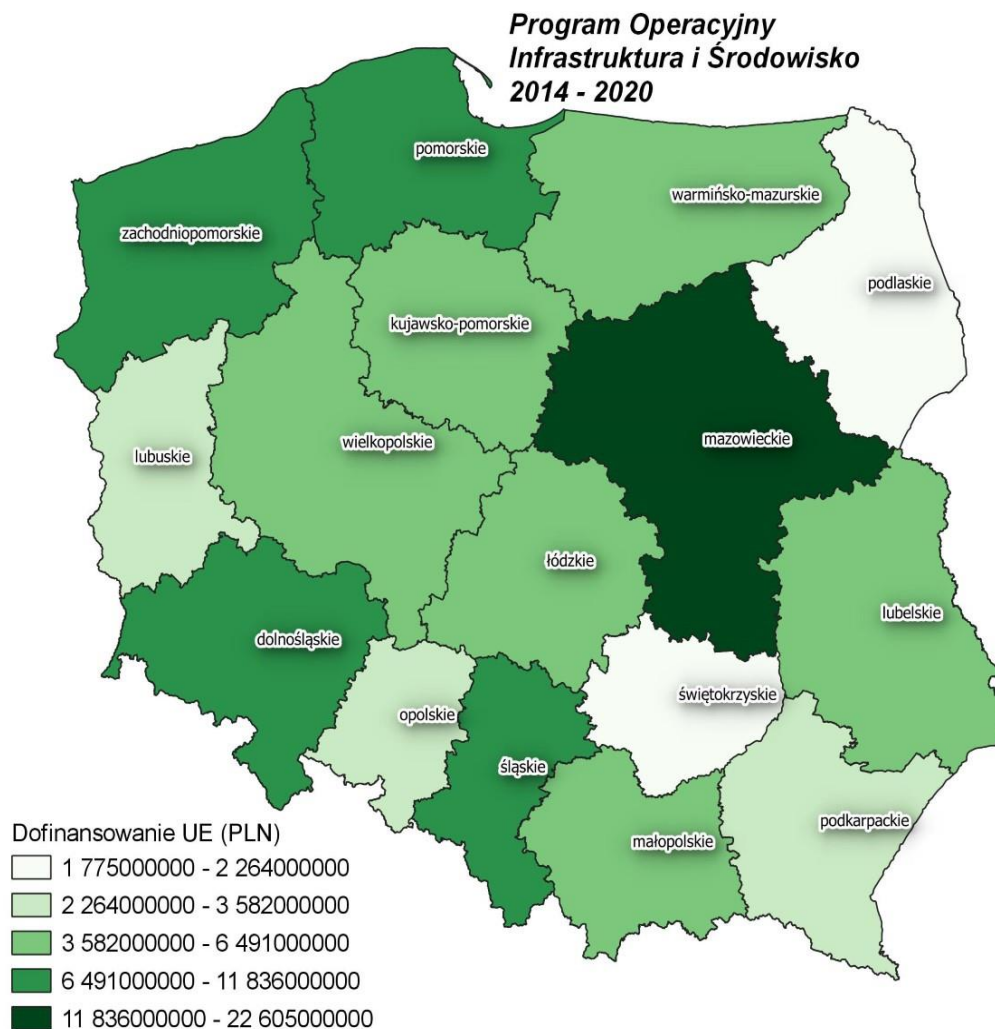 Program Operacyjny
Infrastruktura i Środowisko
2014 - 2020
pomorskie
warmińsko-mazurskie
zachodniopomorskie
podlaskie
kujawsko-pomorskie
mazowieckie
wielkopolskie
lubuskie
łódzkie
lubelskie
dolnośląskie
świętokrzyskie
opolskie
śląskie
podkarpackie
małopolskie
Dofinansowanie UE (PLN)
1 775000000 - 2 264000000
2 264000000 - 3 582000000
3 582000000 - 6 491000000
6 491000000 - 11 836000000
11 836000000 - 22 605000000